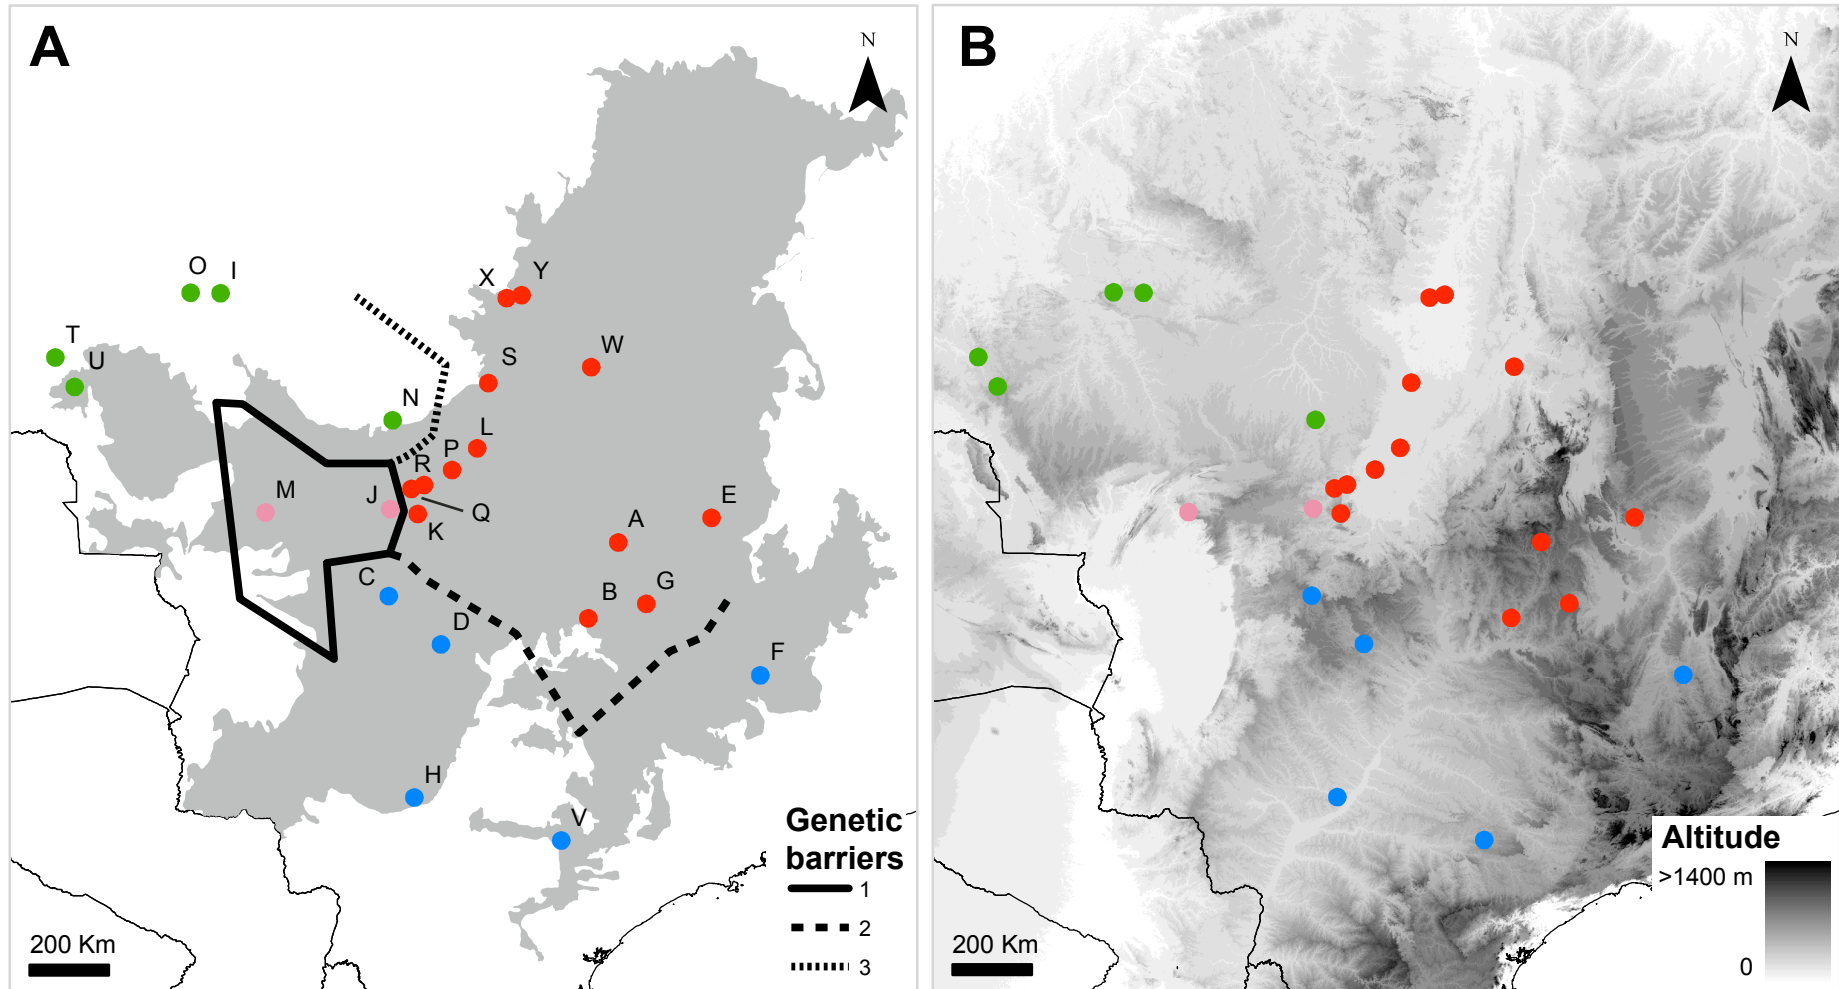 A
N
O
I
X
Y
T
U
S
W
N
L
P
R
M
J
Q
E
K
A
C
B
G
D
F
H
V
Genetic
barriers
1
2
3
200 Km
B
N
Altitude
>1400 m
0
200 Km